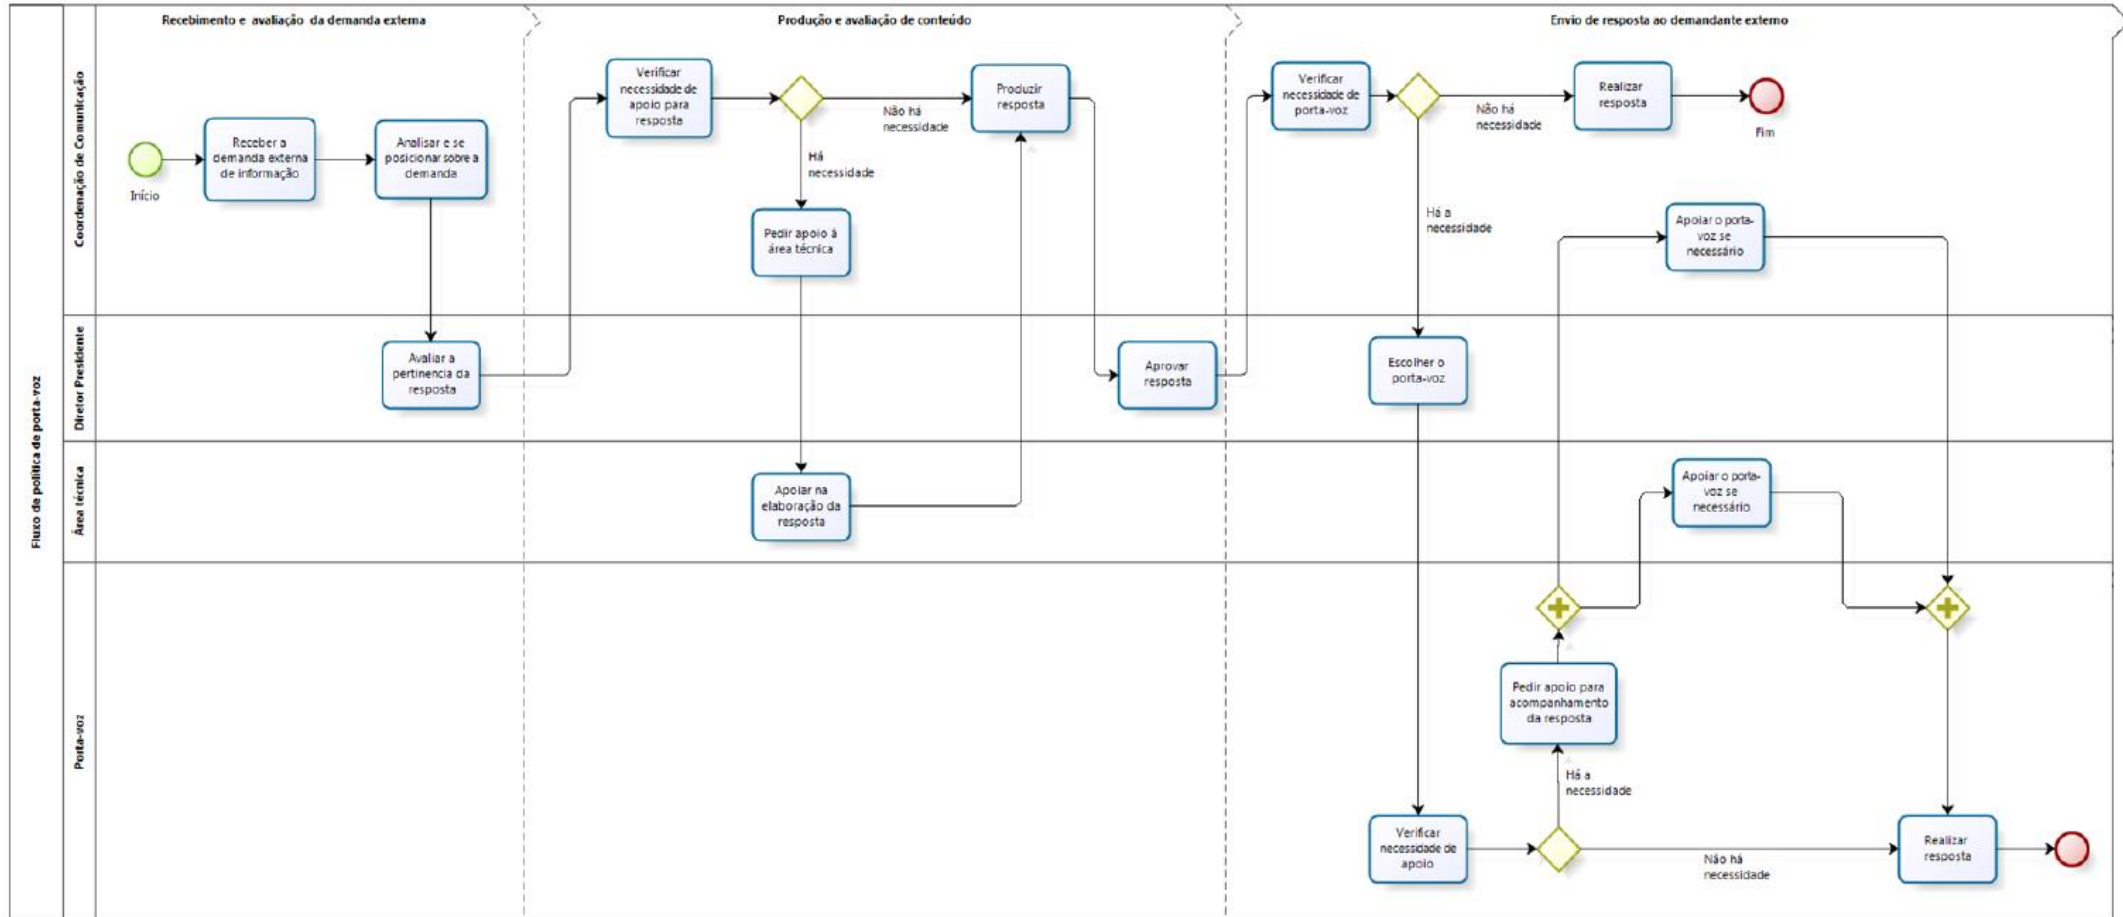 Recebimento e avaliação da demanda externa
Produção e avaliação de conteúdo
Envio de resposta ao demandante externo
Fluxo de política de porta-voz
Coordenação de Comunicação
Início
Receber a
demanda externa
de informação
Analisar e se
posicionar sobre a
demanda
Verificar
necessidade de
apoio para
resposta
Não há
necessidade
Há
necessidade
Pedir apoio à
área técnica
Produzir
resposta
Verificar
necessidade de
porta-voz
Não há
necessidade
Realizar
resposta
Fim
Há a
necessidade
Apoiar o porta-
voz se
necessário
Diretor Presidente
Avaliar a
pertinencia da
resposta
Aprovar
resposta
Escolher o
porta-voz
Área técnica
Apoiar na
elaboração da
resposta
Apoiar o porta-
voz se
necessário
Porta-voz
Pedir apoio para
acompanhamento
da resposta
Há a
necessidade
Verificar
necessidade de
apoio
Não há
necessidade
Realizar
resposta